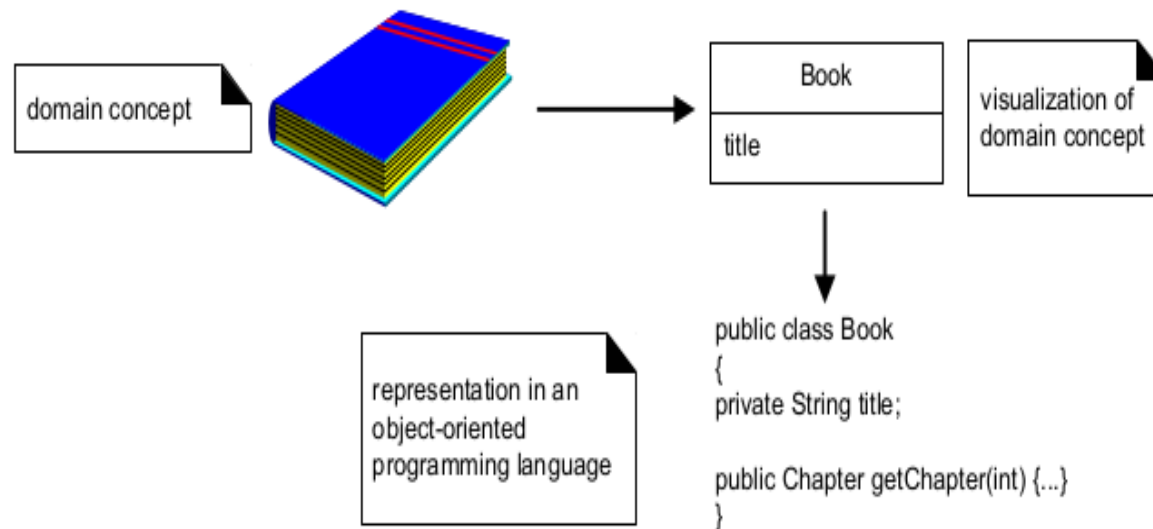 domain concept
Book
title
visualization of
domain concept
representation in an
object-oriented
programming language
public class Book
{
private String title;
public Chapter getChapter(int) {...}
}